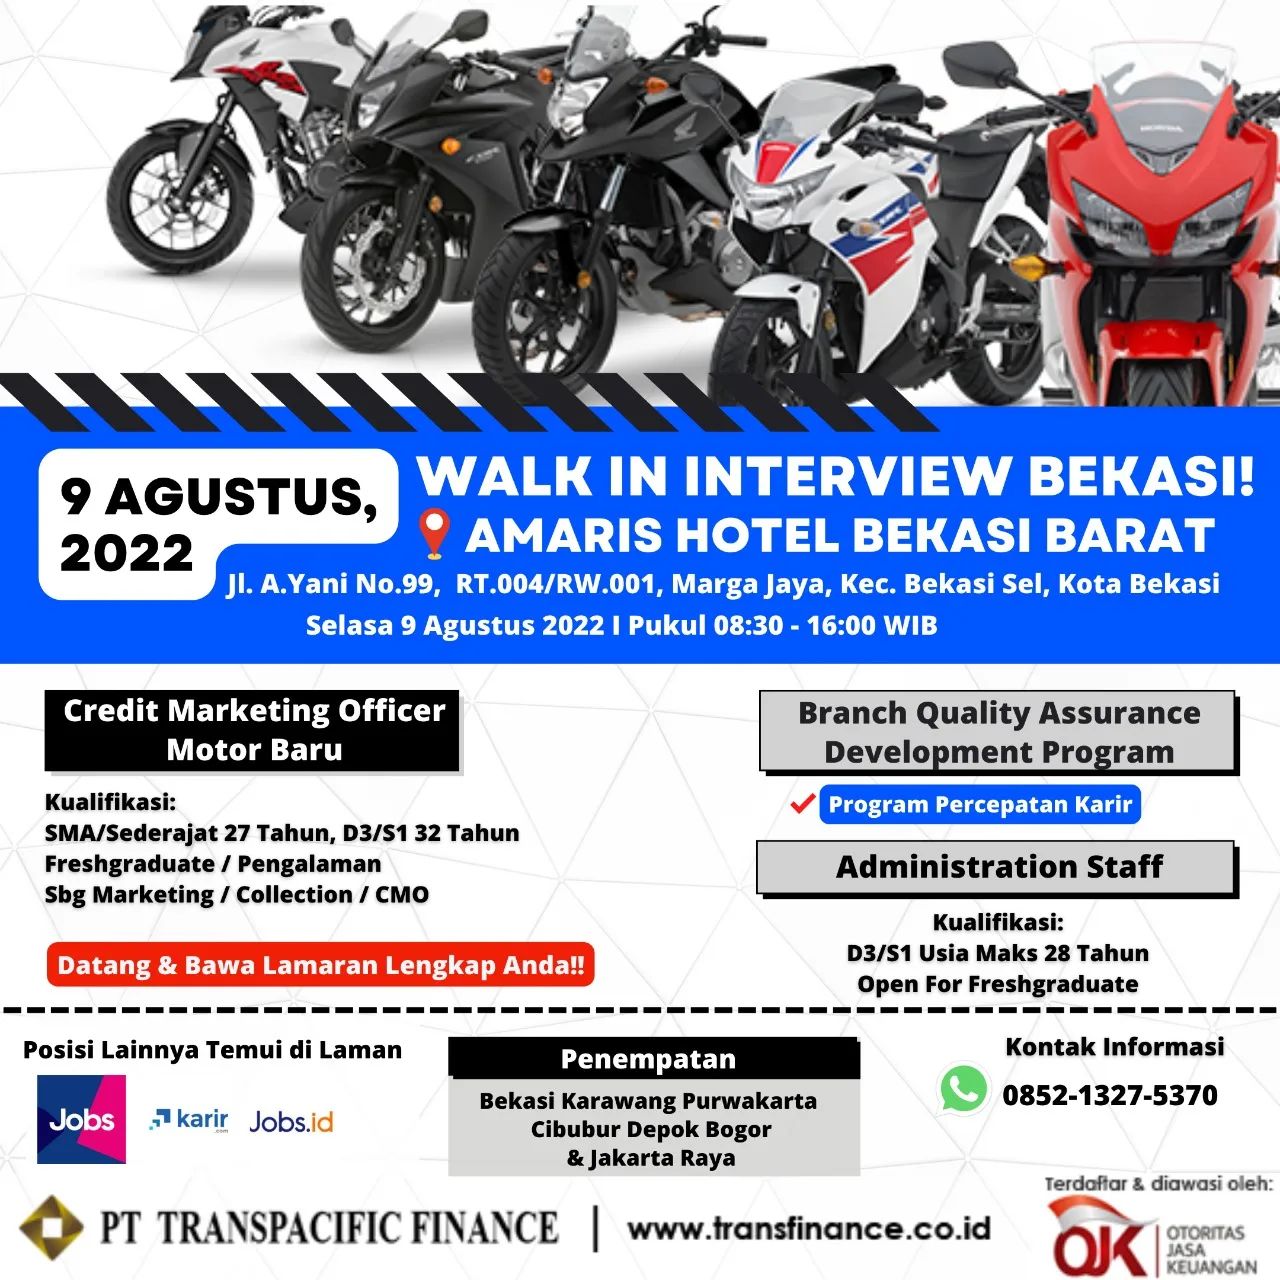 HONDA
9 AGUSTUS,
2022
WALK IN INTERVIEW BEKASI!
AMARIS HOTEL BEKASI BARAT
Jl. A.Yani No.99, RT.004/RW.001, Marga Jaya, Kec. Bekasi Sel, Kota Bekasi
Selasa 9 Agustus 2022 I Pukul 08:30 - 16:00 WIB
Credit Marketing Officer
Motor Baru
Kualifikasi:
SMA/Sederajat 27 Tahun, D3/S1 32 Tahun
Freshgraduate / Pengalaman
Sbg Marketing / Collection / CMO
Datang & Bawa Lamaran Lengkap Anda!!
Branch Quality Assurance
Development Program
Program Percepatan Karir
Administration Staff
Kualifikasi:
D3/S1 Usia Maks 28 Tahun
Open For Freshgraduate
Posisi Lainnya Temui di Laman
Jobs
karir
.com
Jobs.id
Penempatan
Bekasi Karawang Purwakarta
Cibubur Depok Bogor
& Jakarta Raya
Kontak Informasi
0852-1327-5370
PT TRANSPACIFIC FINANCE | www.transfinance.co.id
Terdaftar & diawasi oleh:
OJK
OTORITAS
JASA
KEUANGAN